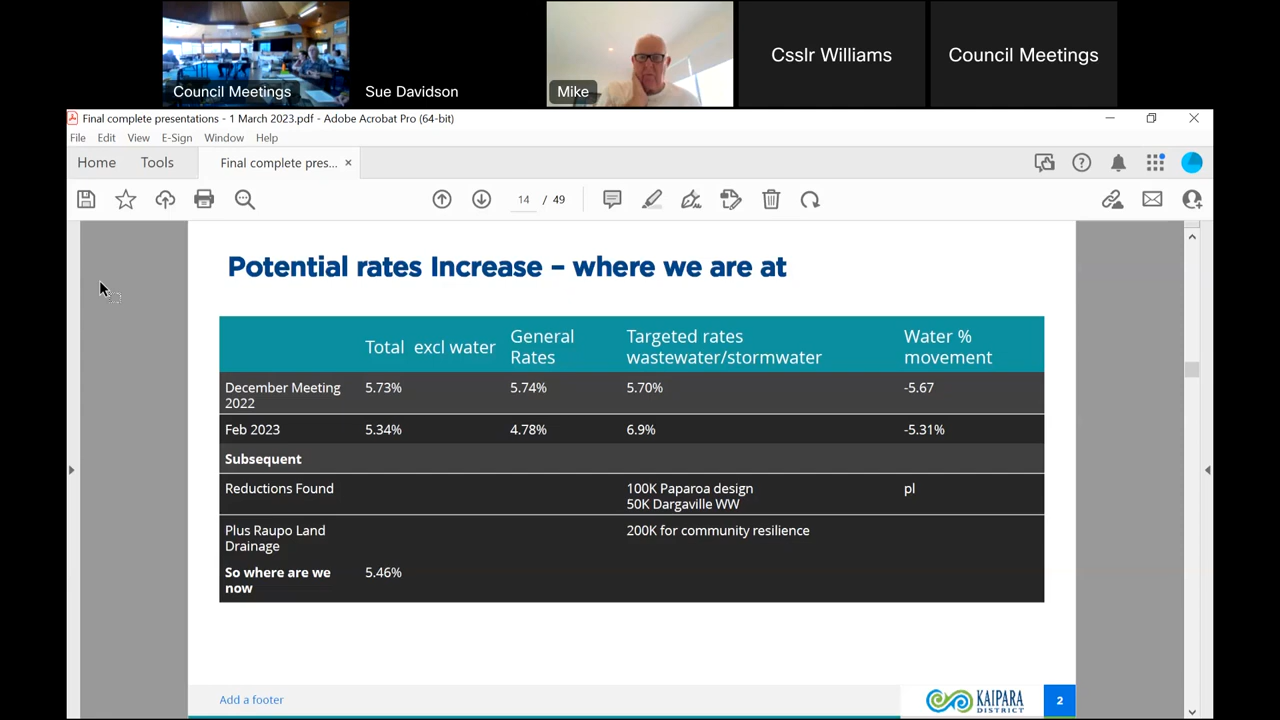 Council Meetings
Sue Davidson
Mike
Csslr Williams
Council Meetings
Final complete presentations - 1 March 2023.pdf - Adobe Acrobat Pro (64-bit)
File Edit View E-Sign Window Help
Home Tools Final complete pres... ×
14 / 49
Potential rates Increase – where we are at
Total excl water
General
Rates
Targeted rates
wastewater/stormwater
Water %
movement
December Meeting
2022
5.73%
5.74%
5.70%
-5.67
Feb 2023
5.34%
4.78%
6.9%
-5.31%
Subsequent
Reductions Found
100K Paparoa design
50K Dargaville WW
pl
Plus Raupo Land
Drainage
200K for community resilience
So where are we
now
5.46%
Add a footer
KAIPARA
DISTRICT
2